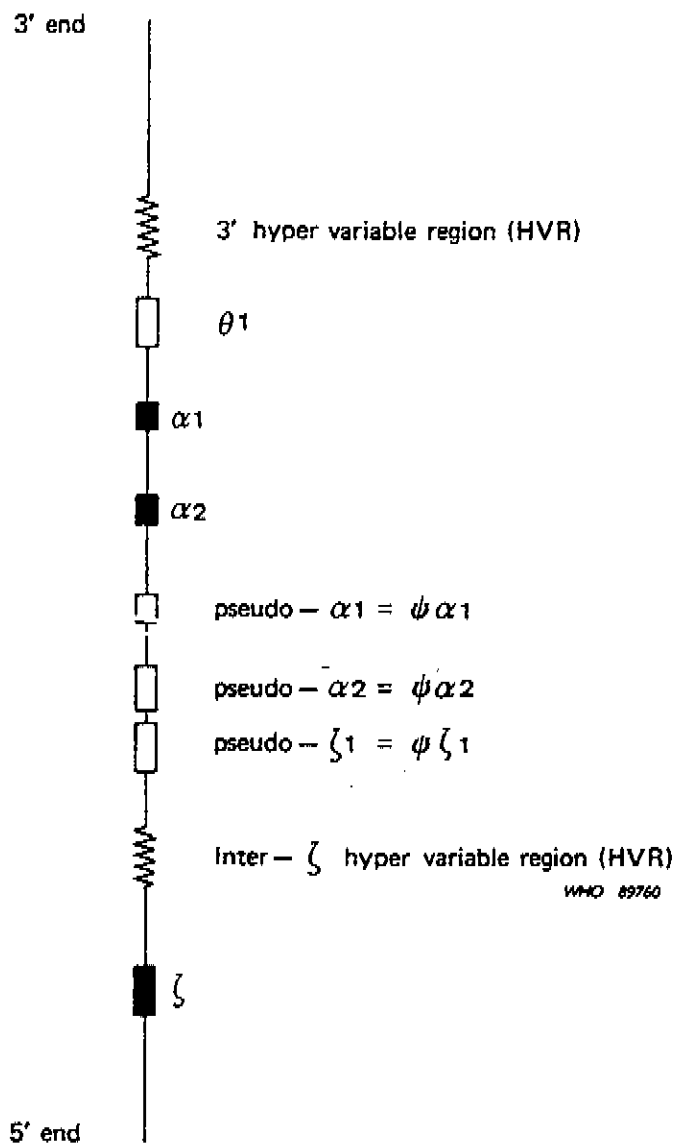 3′ end
3′ hyper variable region (HVR)
θ1
α1
α2
pseudo – α1 = ψα1
pseudo – α2 = ψα2
pseudo – ζ1 = ψζ1
Inter – ζ hyper variable region (HVR)
WHO 89760
ζ
5′ end